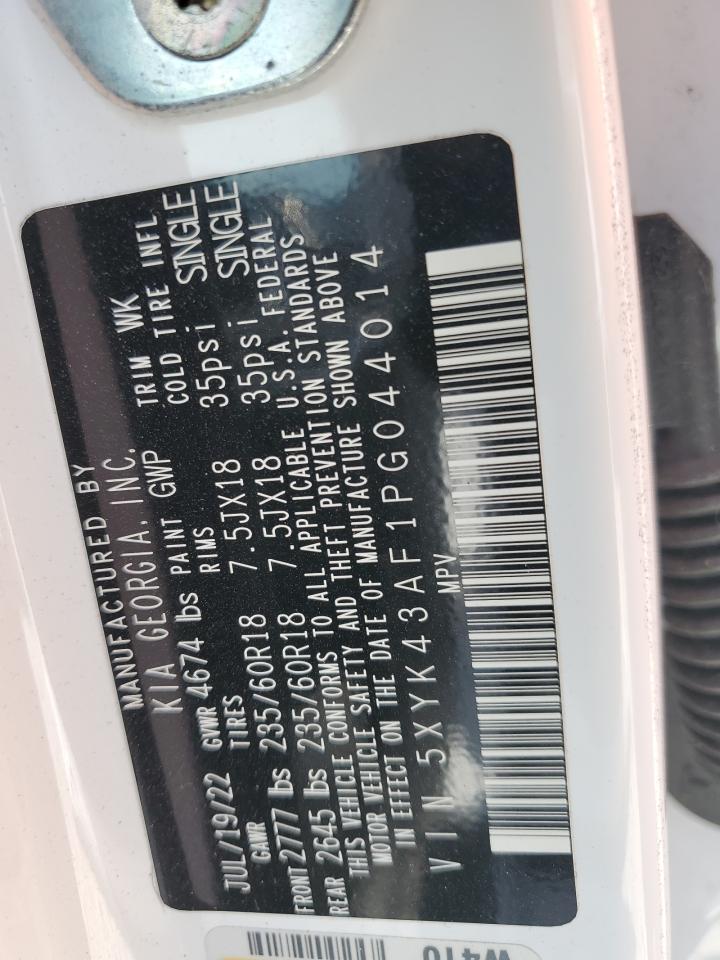 MANUFACTURED BY
KIA GEORGIA, INC.
JUL/19/22 GVWR 4674 lbs PAINT GWP TRIM WK
GAWR TIRES RIMS COLD TIRE INFL
FRONT 2777 lbs 235/60R18 7.5JX18 35psi SINGLE
REAR 2645 lbs 235/60R18 7.5JX18 35psi SINGLE
THIS VEHICLE CONFORMS TO ALL APPLICABLE U.S.A. FEDERAL
MOTOR VEHICLE SAFETY AND THEFT PREVENTION STANDARDS
IN EFFECT ON THE DATE OF MANUFACTURE SHOWN ABOVE
VIN 5XYK43AF1PG044014
MPV